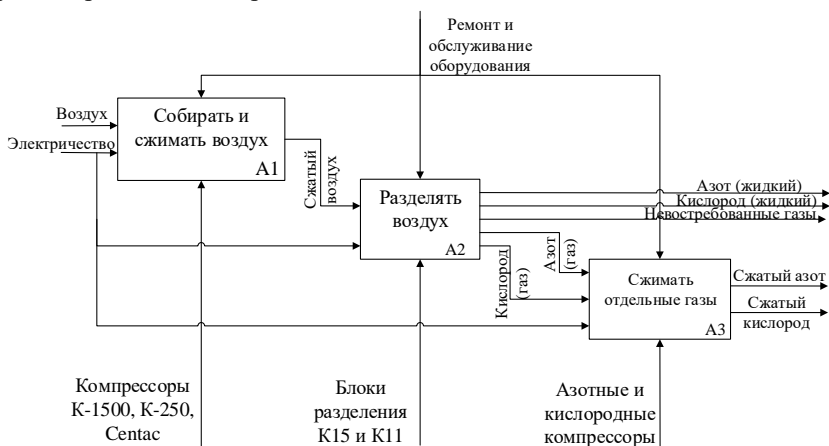 Ремонт и
обслуживание
оборудования
Воздух
Электричество
Собирать и
сжимать воздух
A1
Сжатый
воздух
Разделять
воздух
A2
Азот (жидкий)
Кислород (жидкий)
Невостребованные газы
Азот
(газ)
Кислород
(газ)
Сжимать
отдельные газы
A3
Сжатый азот
Сжатый
кислород
Компрессоры
К-1500, К-250,
Centac
Блоки
разделения
К15 и К11
Азотные и
кислородные
компрессоры